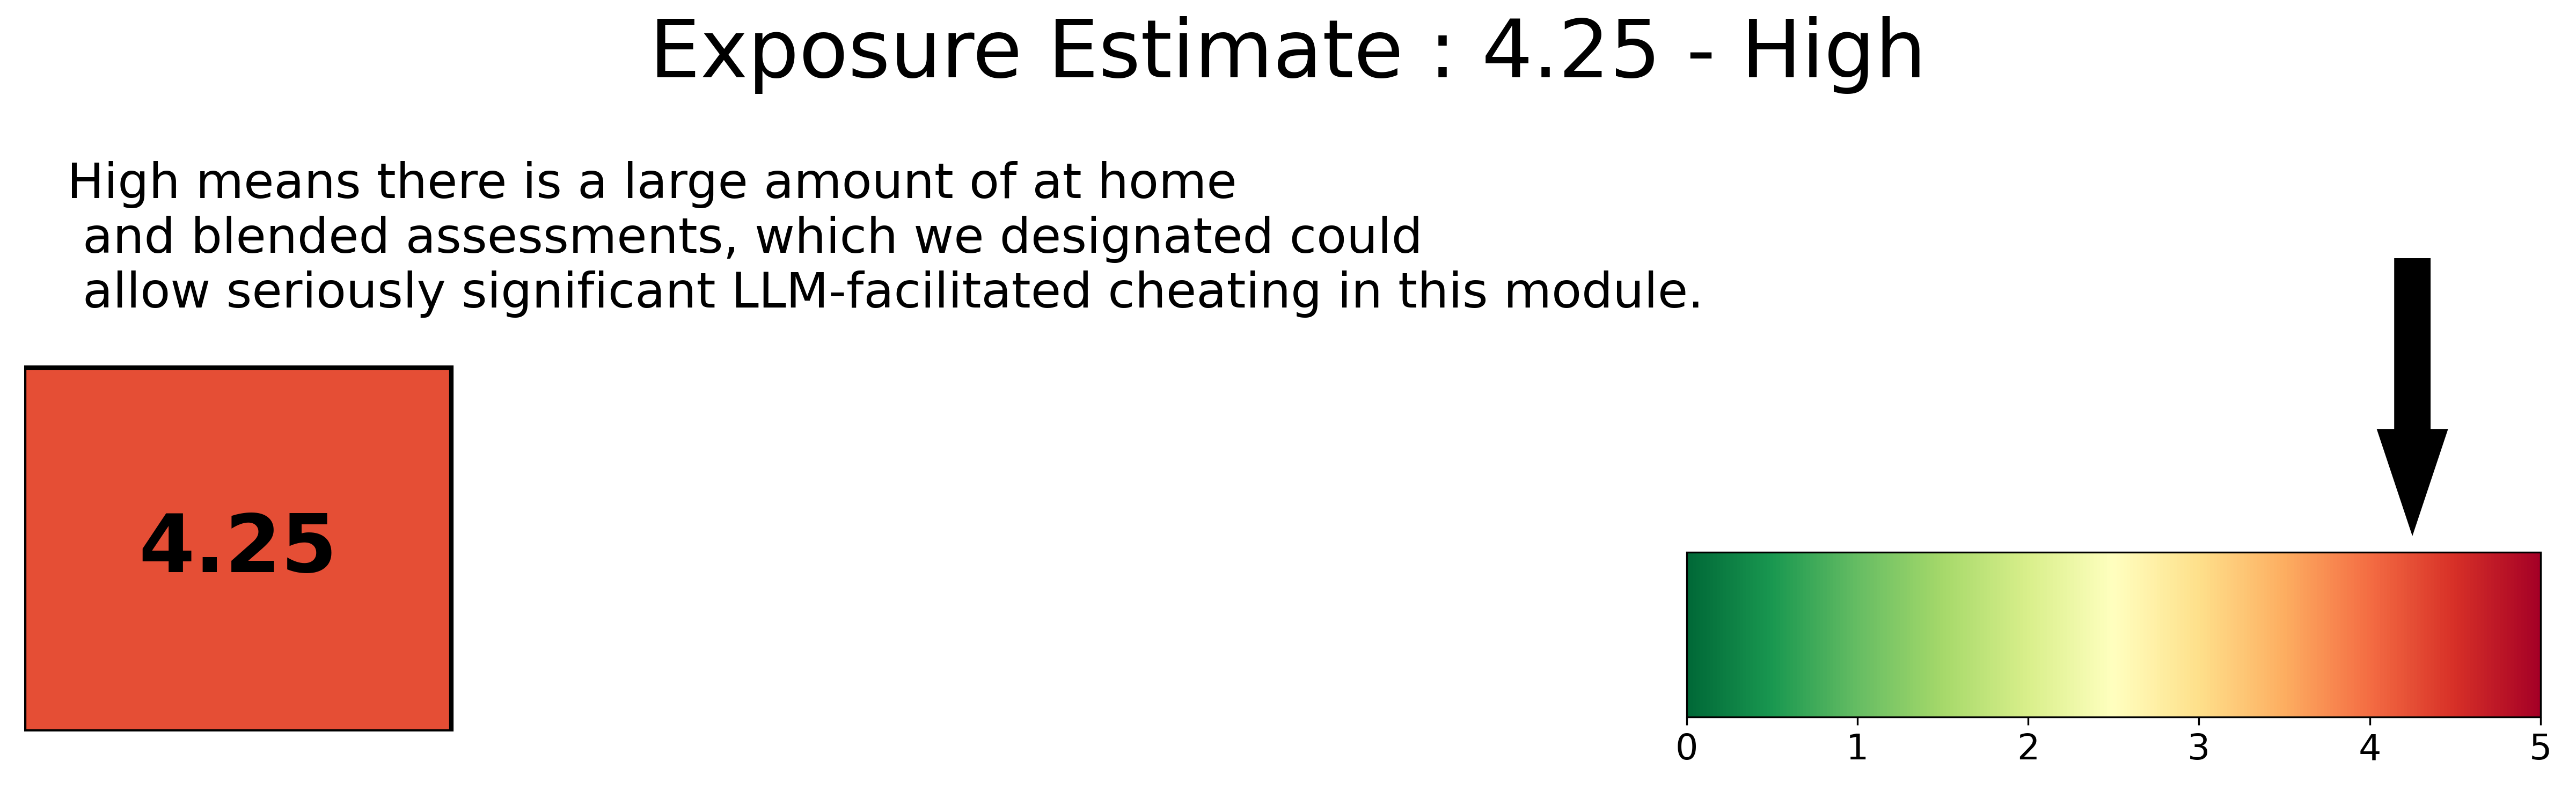 Exposure Estimate : 4.25 - High
High means there is a large amount of at home
and blended assessments, which we designated could
allow seriously significant LLM-facilitated cheating in this module.
4.25
0 1 2 3 4 5